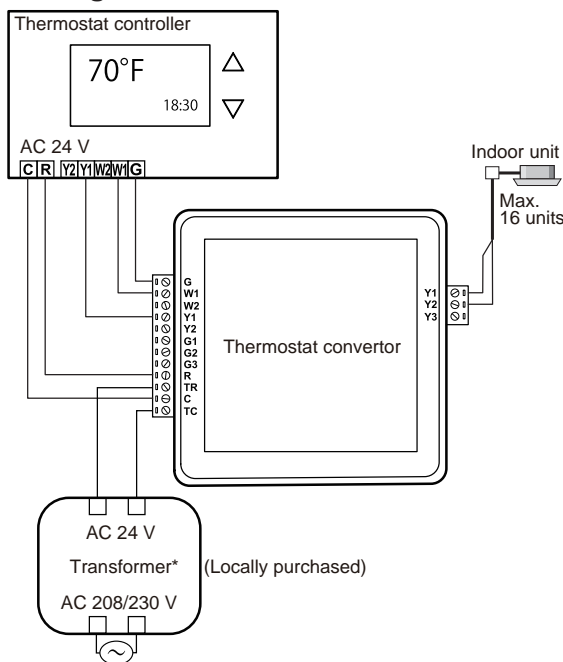 Thermostat controller
70°F
18:30
AC 24 V
C R Y2 Y1 W2 W1 G
Indoor unit
Max.
16 units
G
W1
W2
Y1
Y2
G1
G2
G3
R
TR
C
TC
Thermostat convertor
Y1
Y2
Y3
AC 24 V
Transformer* (Locally purchased)
AC 208/230 V